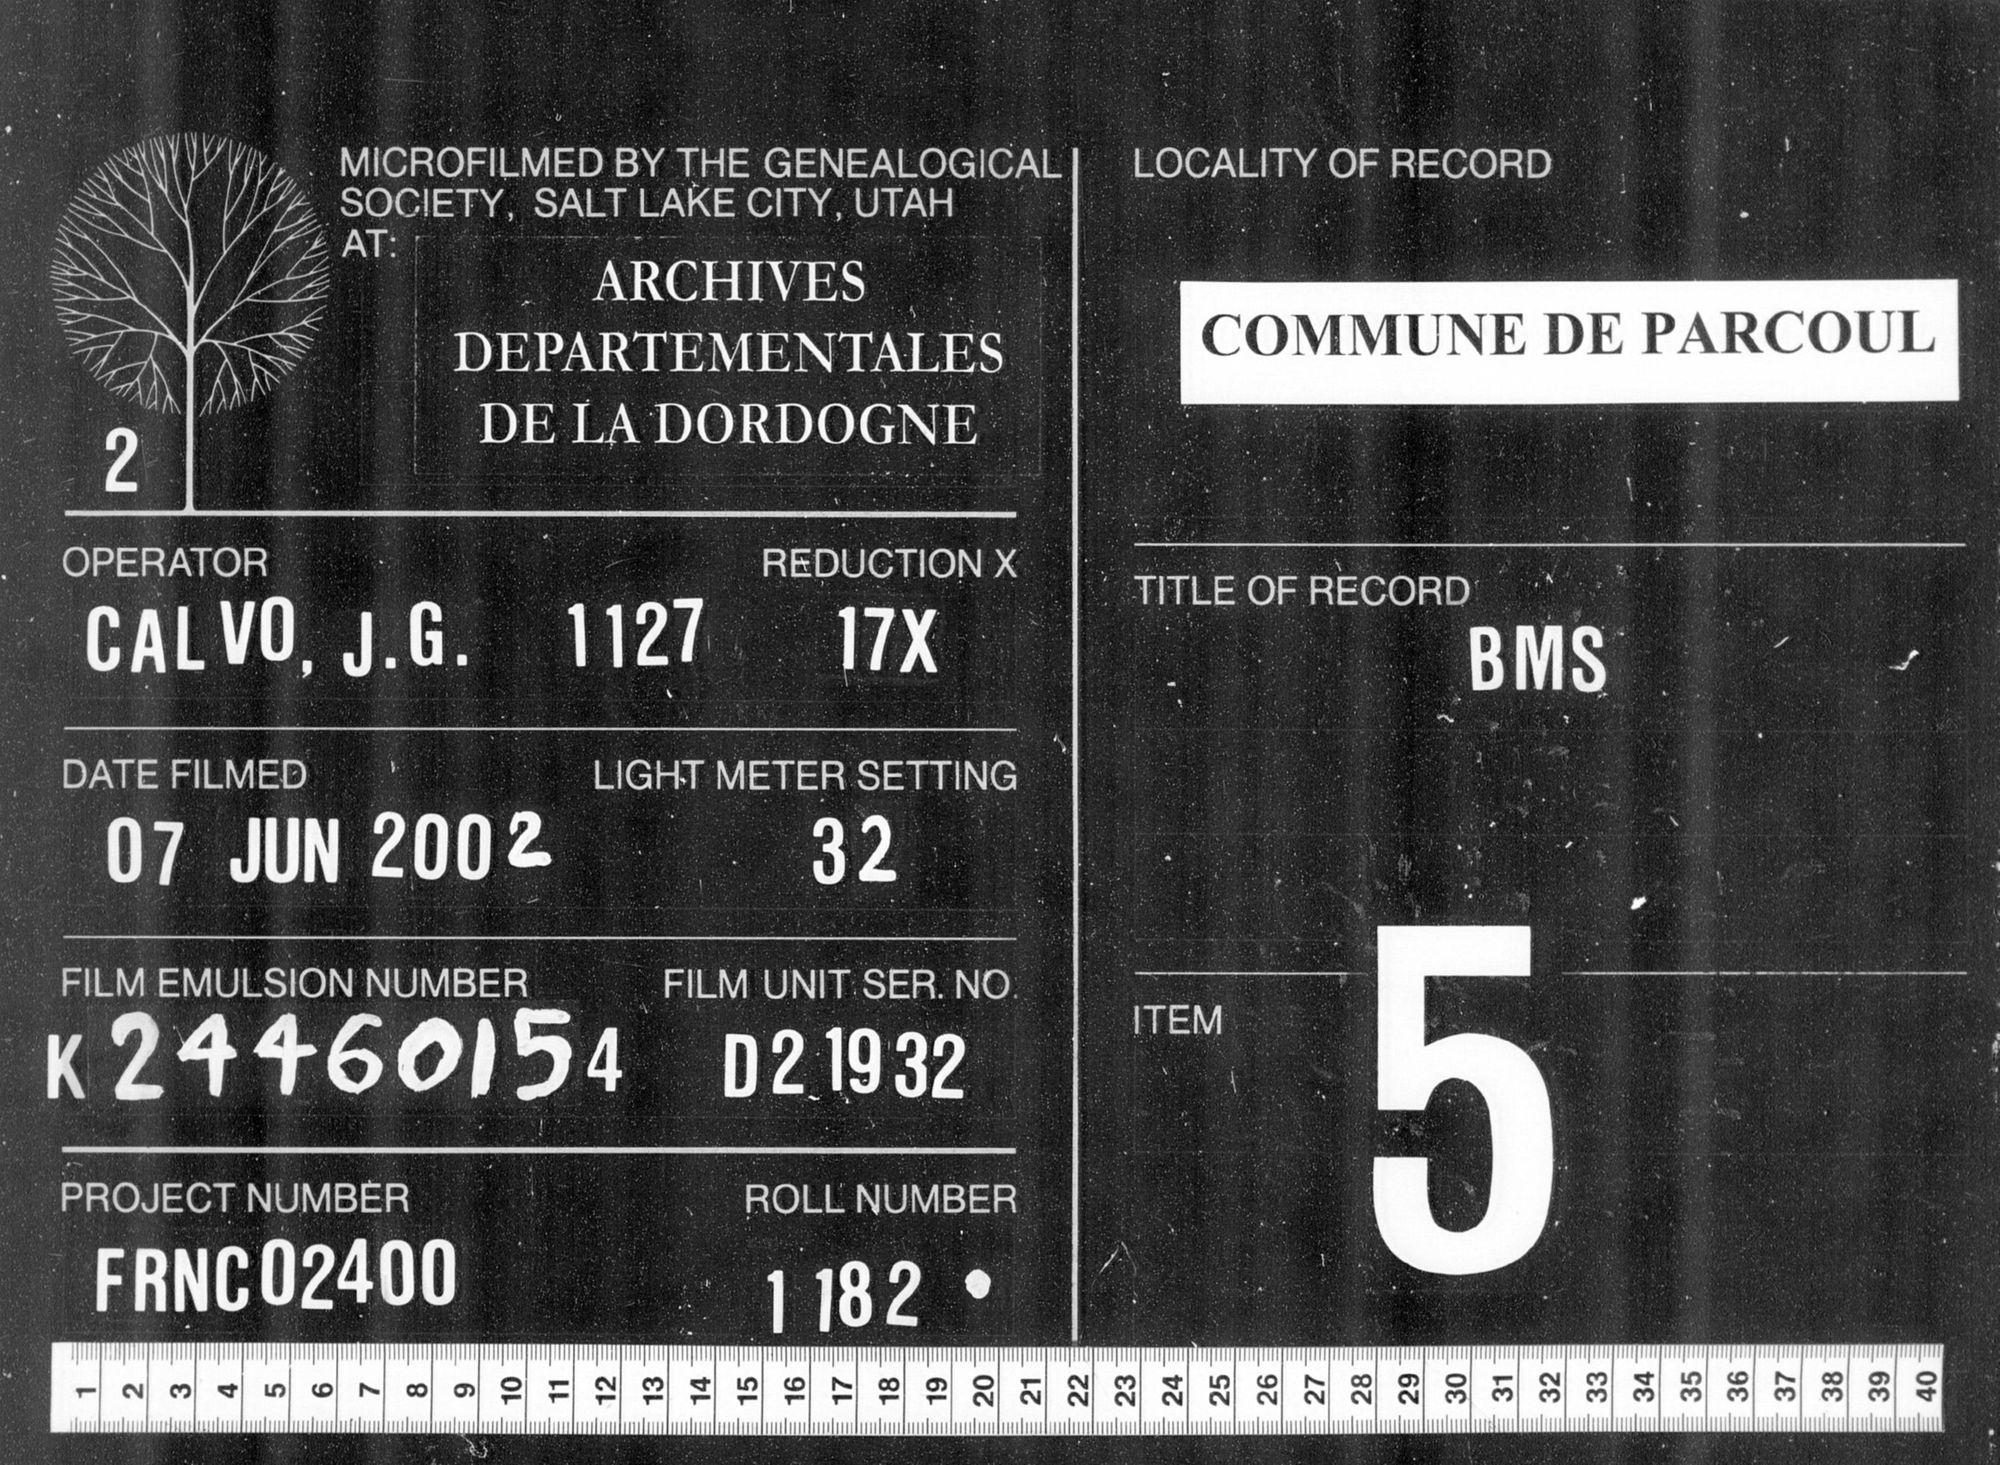 MICROFILMED BY THE GENEALOGICAL
SOCIETY, SALT LAKE CITY, UTAH
AT:
ARCHIVES
DEPARTEMENTALES
DE LA DORDOGNE
2
OPERATOR REDUCTION X
CALVO, J.G. 1127 17X
DATE FILMED LIGHT METER SETTING
07 JUN 2002 32
FILM EMULSION NUMBER FILM UNIT SER. NO.
K 24460154 D21932
PROJECT NUMBER ROLL NUMBER
FRNC02400 1182 •
LOCALITY OF RECORD
COMMUNE DE PARCOUL
TITLE OF RECORD
BMS
ITEM
5
1 2 3 4 5 6 7 8 9 10 11 12 13 14 15 16 17 18 19 20 21 22 23 24 25 26 27 28 29 30 31 32 33 34 35 36 37 38 39 40